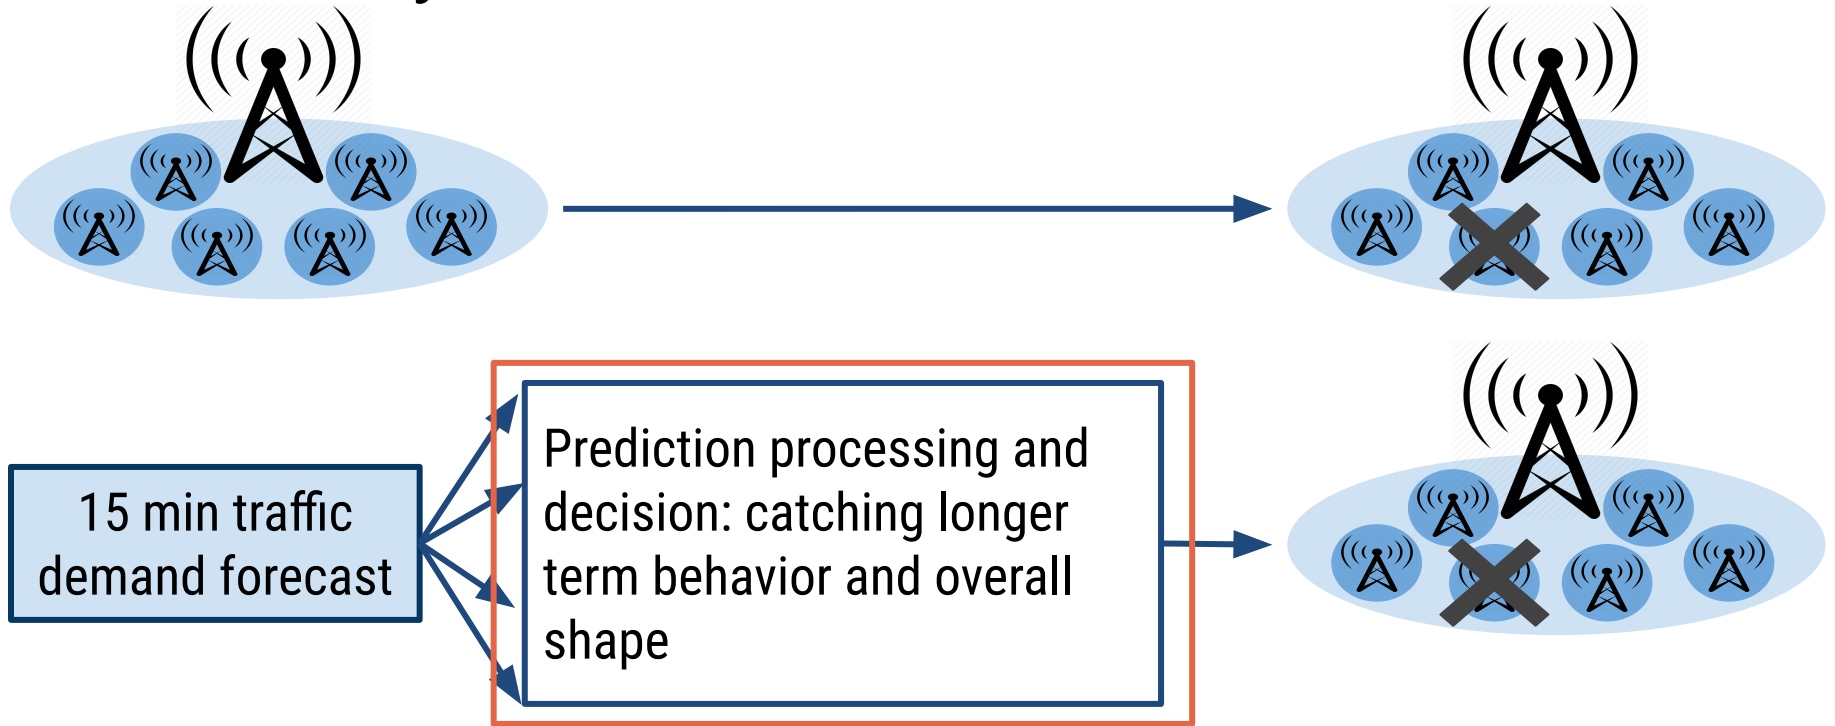 15 min traffic
demand forecast
Prediction processing and
decision: catching longer
term behavior and overall
shape